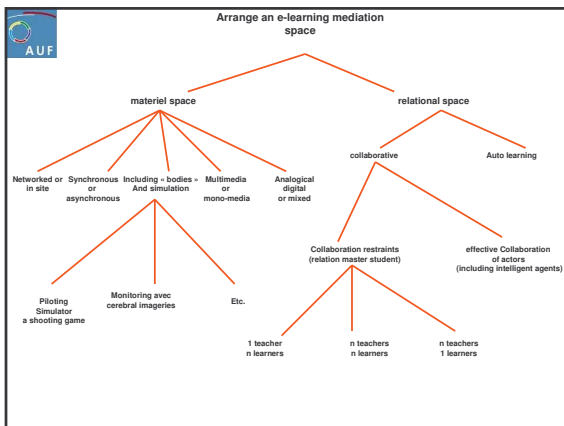 Arrange an e-learning mediation
space
AUF
materiel space
relational space
collaborative
Auto learning
Networked or
in site
Synchronous
or
asynchronous
Including « bodies »
And simulation
Multimedia
or
mono-media
Analogical
digital
or mixed
Collaboration restraints
(relation master student)
effective Collaboration
of actors
(including intelligent agents)
Piloting
Simulator
a shooting game
Monitoring avec
cerebral imageries
Etc.
1 teacher
n learners
n teachers
n learners
n teachers
1 learners